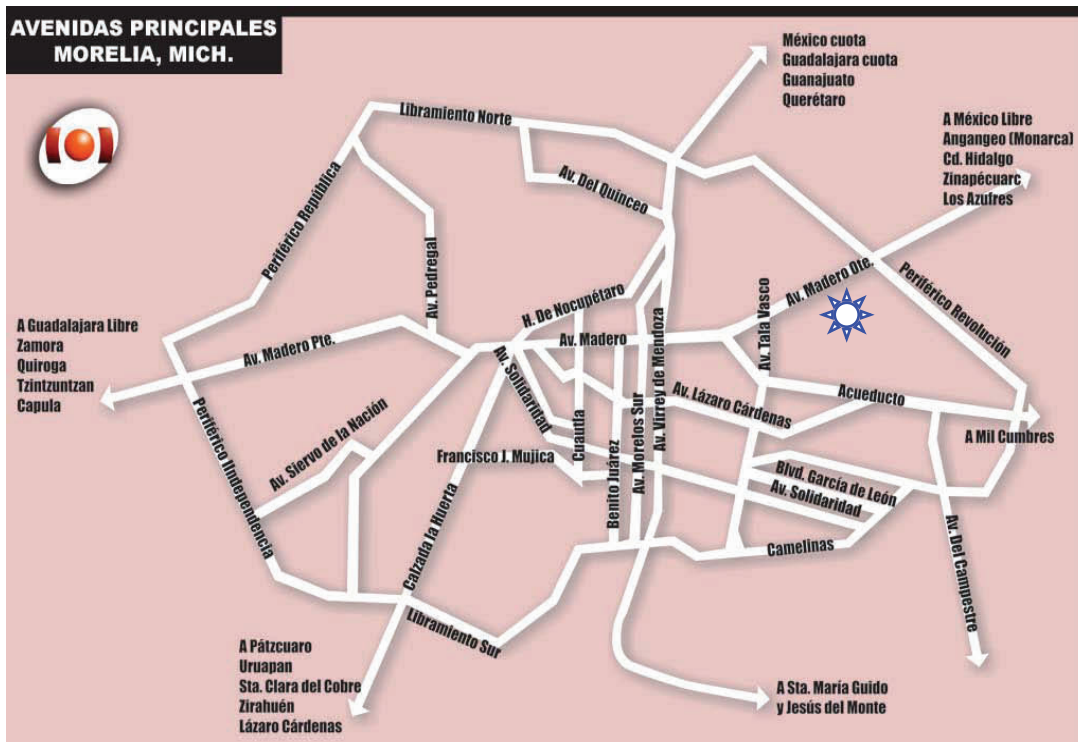 AVENIDAS PRINCIPALES
MORELIA, MICH.
México cuota
Guadalajara cuota
Guanajuato
Querétaro
A México Libre
Angangeo (Monarca)
Cd. Hidalgo
Zinapécuarc
Los Azufres
Libramiento Norte
Av. Del Quinceo
Periférico República
Av. Pedregal
H. De Nocupétaro
Av. Madero Ote.
Periférico Revolución
Av. Tata Vasco
A Guadalajara Libre
Zamora
Quiroga
Tzintzuntzan
Capula
Av. Madero Pte.
Av. Madero
Av. Solidaridad
Av. Virrey de Mendoza
Av. Lázaro Cárdenas
Acueducto
A Mil Cumbres
Periférico Independencia
Av. Siervo de la Nación
Francisco J. Mujica
Cuautla
Benito Juárez
Av. Morelos Sur
Blvd. García de León
Av. Solidaridad
Camelinas
Calzada la Huerta
Av. Del Campestre
Libramiento Sur
A Pátzcuaro
Uruapan
Sta. Clara del Cobre
Zirahuén
Lázaro Cárdenas
A Sta. María Guido
y Jesús del Monte